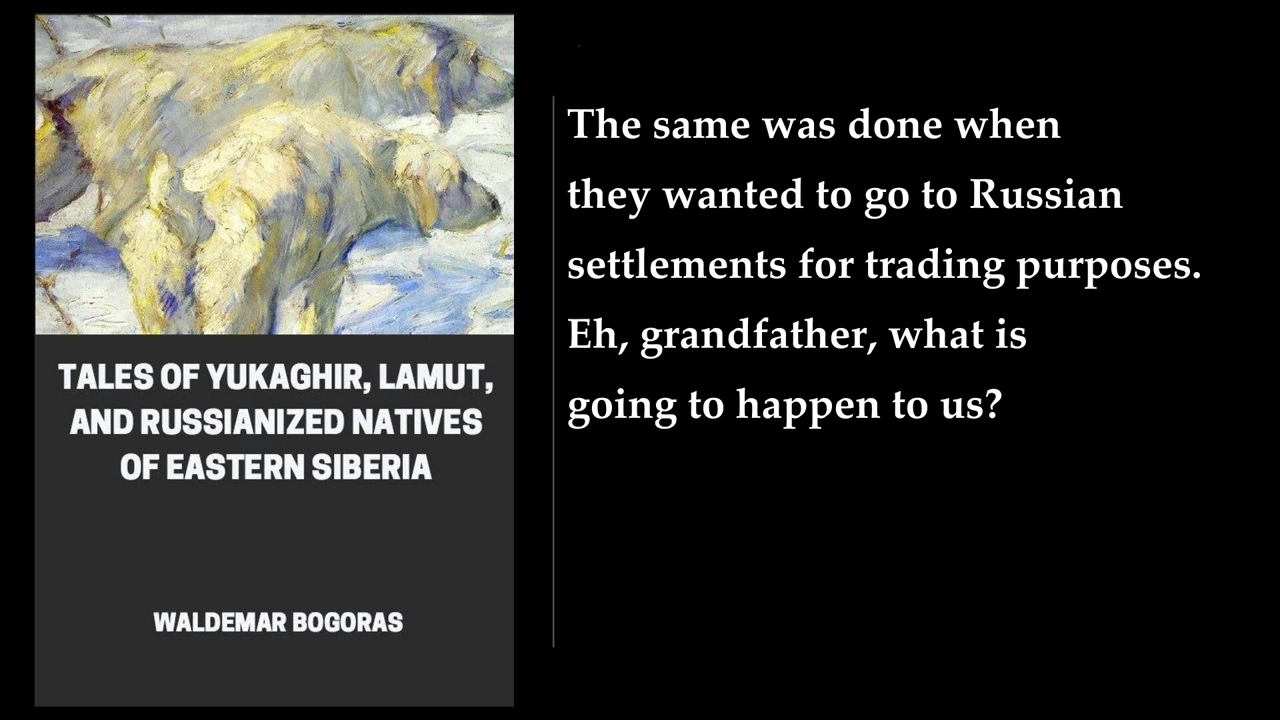 TALES OF YUKAGHIR, LAMUT,
AND RUSSIANIZED NATIVES
OF EASTERN SIBERIA
WALDEMAR BOGORAS
The same was done when
they wanted to go to Russian
settlements for trading purposes.
Eh, grandfather, what is
going to happen to us?